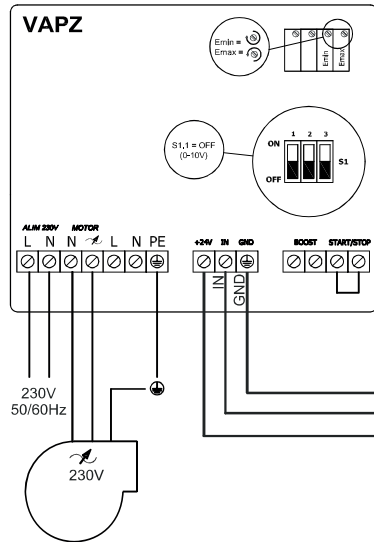 VAPZ
Emin =
Emax =
Emin
Emax
S1,1 = OFF
(0-10V)
1 2 3
ON
S1
OFF
ALIM 230V MOTOR
L N N L N PE
+24V IN GND
BOOST START/STOP
IN
GND
230V
50/60Hz
230V